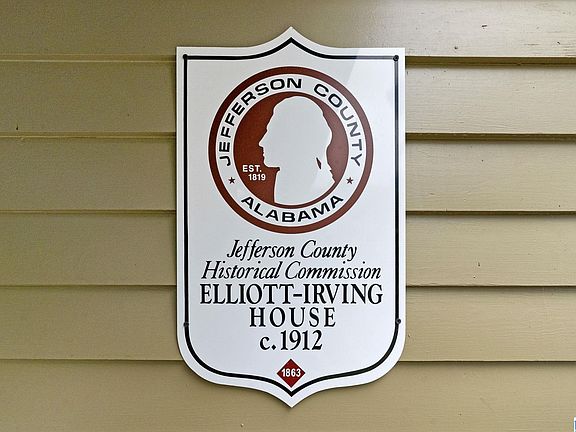 JEFFERSON COUNTY
EST.
1819
ALABAMA
Jefferson County
Historical Commission
ELLIOTT-IRVING
HOUSE
c. 1912
1863